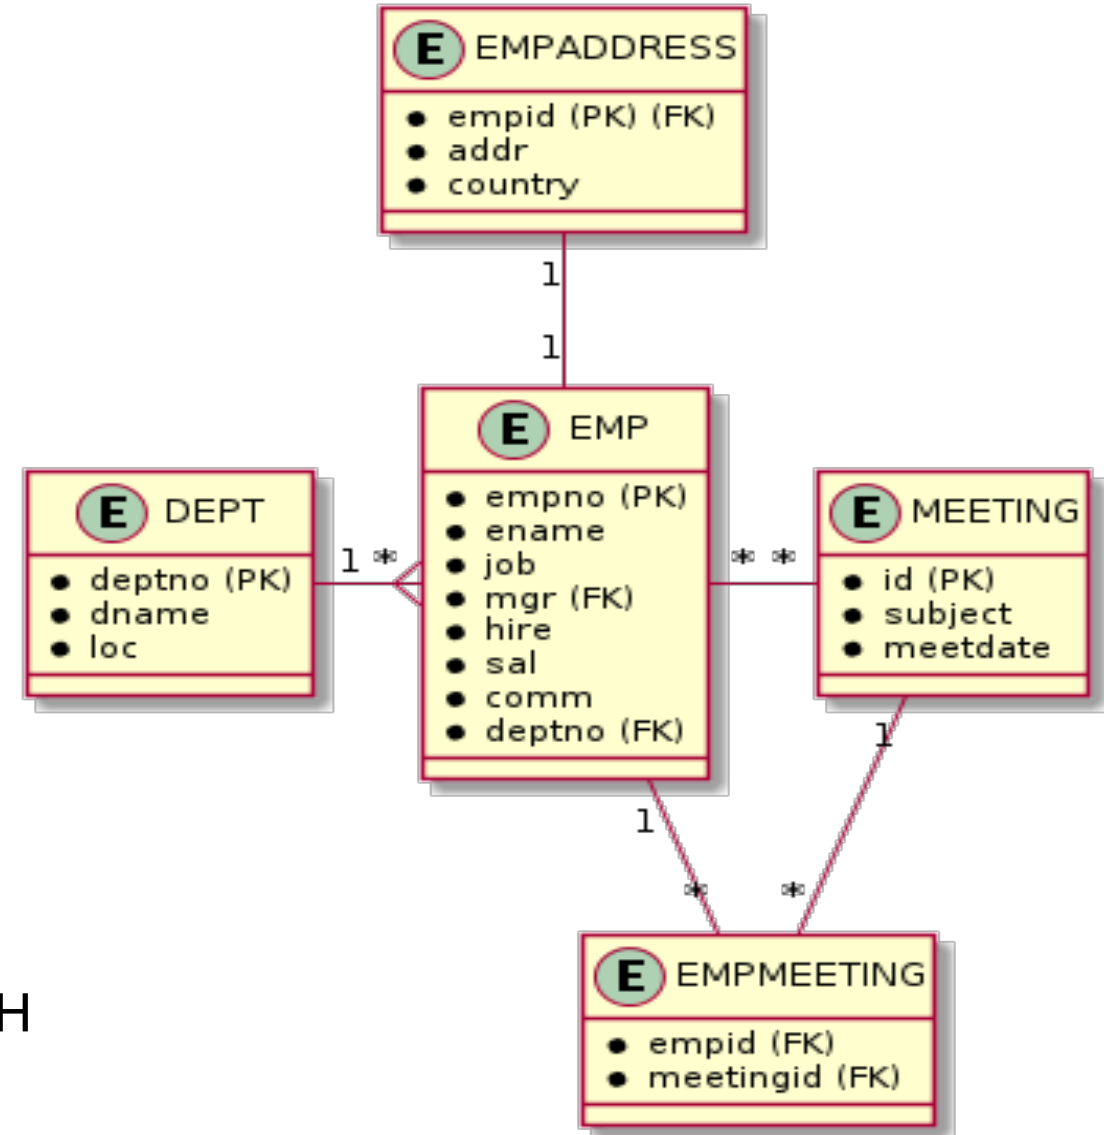 E EMPADDRESS
● empid (PK) (FK)
● addr
● country
1
1
E EMP
● empno (PK)
● ename
● job
● mgr (FK)
● hire
● sal
● comm
● deptno (FK)
E DEPT
● deptno (PK)
● dname
● loc
1 *
* *
E MEETING
● id (PK)
● subject
● meetdate
1
1
* *
E EMPMEETING
● empid (FK)
● meetingid (FK)
H